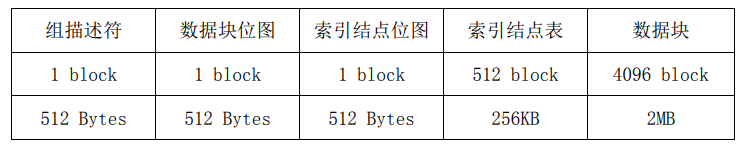 组描述符 数据块位图 索引结点位图 索引结点表 数据块
1 block 1 block 1 block 512 block 4096 block
512 Bytes 512 Bytes 512 Bytes 256KB 2MB